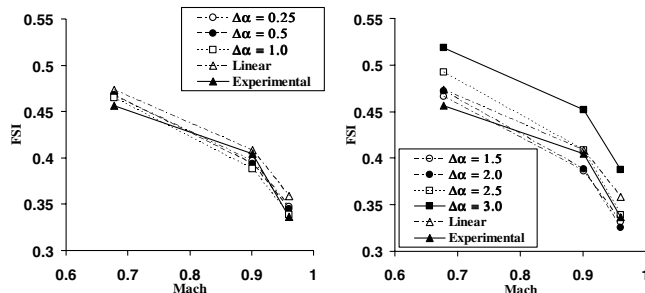 Δα = 0.25
Δα = 0.5
Δα = 1.0
Linear
Experimental
0.55
0.5
0.45
0.4
0.35
0.3
FSI
0.6
0.7
0.8
0.9
1
Mach
0.55
0.5
0.45
0.4
0.35
0.3
FSI
Δα = 1.5
Δα = 2.0
Δα = 2.5
Δα = 3.0
Linear
Experimental
0.6
0.7
0.8
0.9
1
Mach